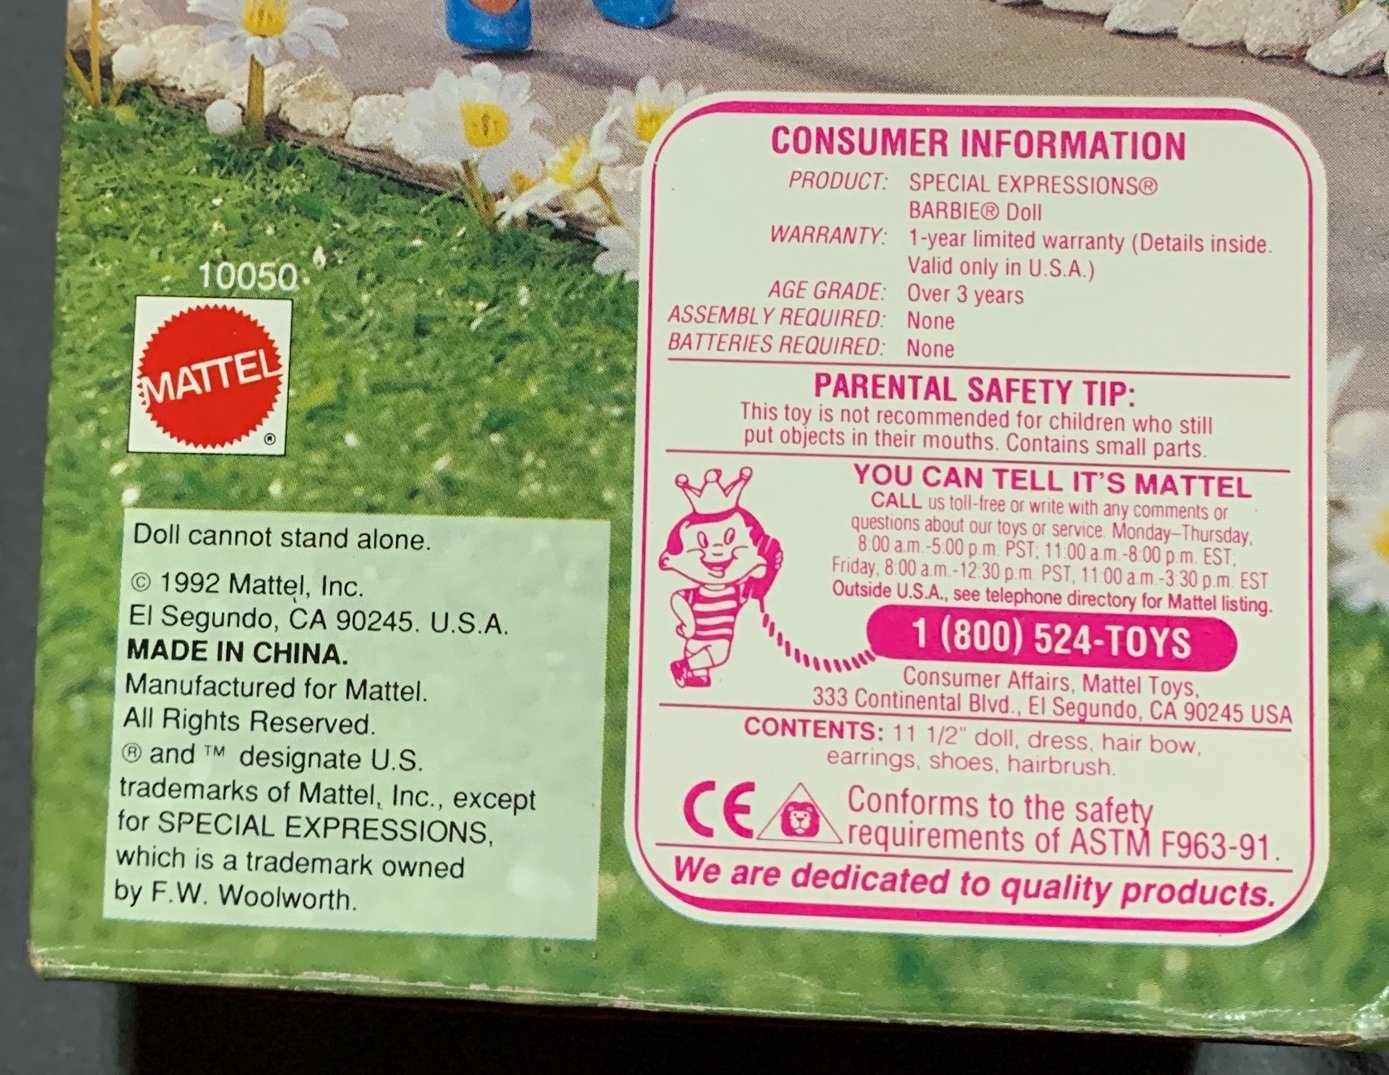 10050
MATTEL
®
Doll cannot stand alone.
© 1992 Mattel, Inc.
El Segundo, CA 90245. U.S.A.
MADE IN CHINA.
Manufactured for Mattel.
All Rights Reserved.
® and ™ designate U.S.
trademarks of Mattel, Inc., except
for SPECIAL EXPRESSIONS,
which is a trademark owned
by F.W. Woolworth.
CONSUMER INFORMATION
PRODUCT: SPECIAL EXPRESSIONS®
BARBIE® Doll
WARRANTY: 1-year limited warranty (Details inside.
Valid only in U.S.A.)
AGE GRADE: Over 3 years
ASSEMBLY REQUIRED: None
BATTERIES REQUIRED: None
PARENTAL SAFETY TIP:
This toy is not recommended for children who still
put objects in their mouths. Contains small parts.
YOU CAN TELL IT'S MATTEL
CALL us toll-free or write with any comments or
questions about our toys or service. Monday–Thursday,
8:00 a.m.-5:00 p.m. PST; 11:00 a.m.-8:00 p.m. EST;
Friday, 8:00 a.m.-12:30 p.m. PST, 11:00 a.m.-3:30 p.m. EST.
Outside U.S.A., see telephone directory for Mattel listing.
1 (800) 524-TOYS
Consumer Affairs, Mattel Toys,
333 Continental Blvd., El Segundo, CA 90245 USA
CONTENTS: 11 1/2" doll, dress, hair bow,
earrings, shoes, hairbrush.
CE Conforms to the safety
requirements of ASTM F963-91.
We are dedicated to quality products.